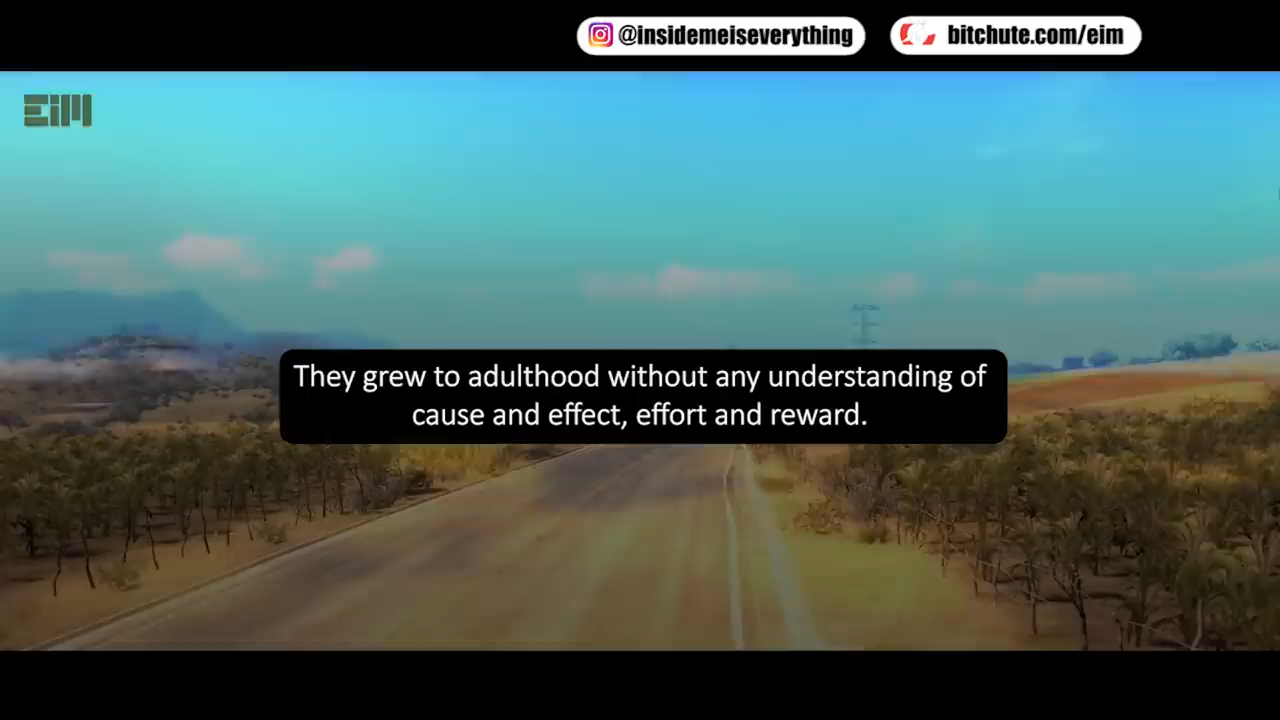 @insidemeiseverything
bitchute.com/eim
EiM
They grew to adulthood without any understanding of
cause and effect, effort and reward.